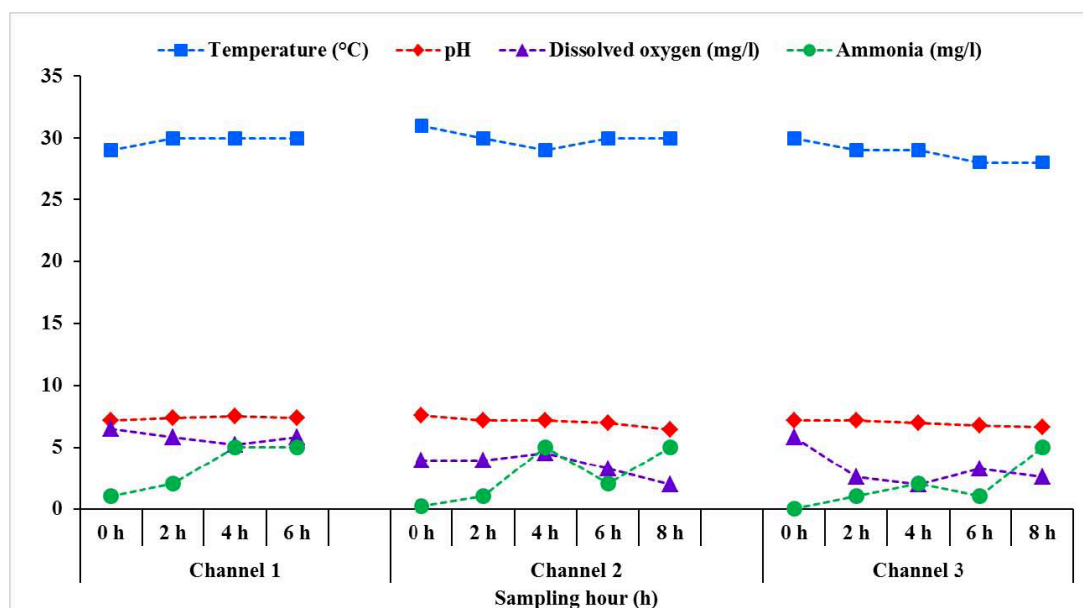 Temperature (°C) pH Dissolved oxygen (mg/l) Ammonia (mg/l)
35
30
25
20
15
10
5
0
0 h 2 h 4 h 6 h 0 h 2 h 4 h 6 h 8 h 0 h 2 h 4 h 6 h 8 h
Channel 1 Channel 2 Channel 3
Sampling hour (h)